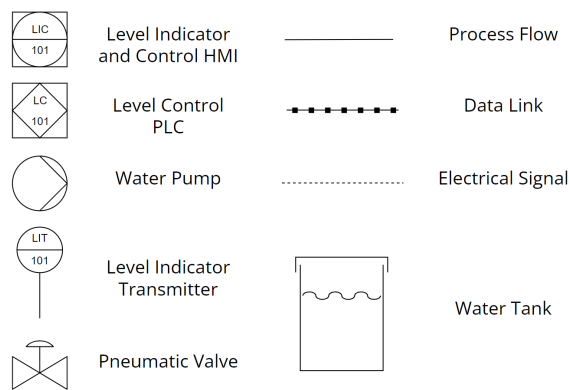 LIC
101
Level Indicator
and Control HMI
Process Flow
LC
101
Level Control
PLC
Data Link
Water Pump
Electrical Signal
LIT
101
Level Indicator
Transmitter
Water Tank
Pneumatic Valve